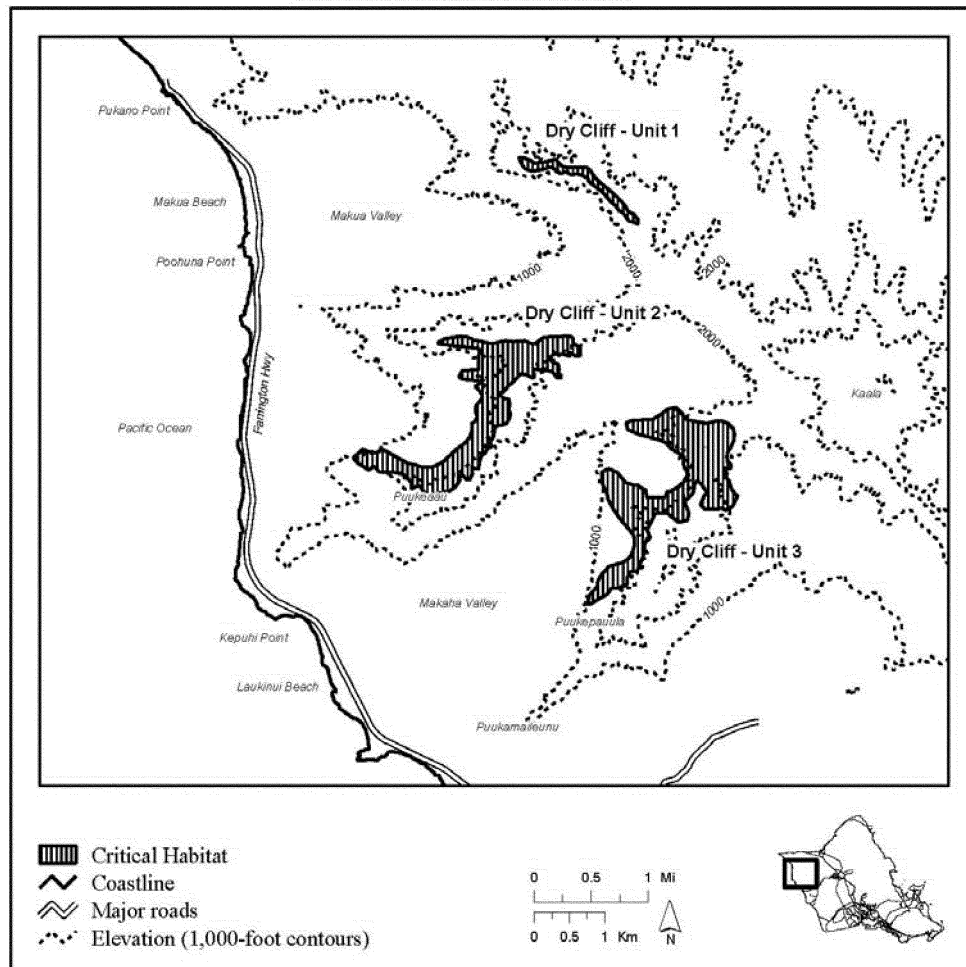 Dry Cliff - Unit 1
Pukano Point
Makua Beach
Makua Valley
Poohuna Point
1000
2000
2000
Dry Cliff - Unit 2
2000
Farrington Hwy
Kaala
Pacific Ocean
Puukeaau
1000
Dry Cliff - Unit 3
Makaha Valley
1000
Puukepauula
Kepuhi Point
Laukinui Beach
Puukamaileunu
Critical Habitat
Coastline
Major roads
Elevation (1,000-foot contours)
0 0.5 1 Mi
0 0.5 1 Km
N